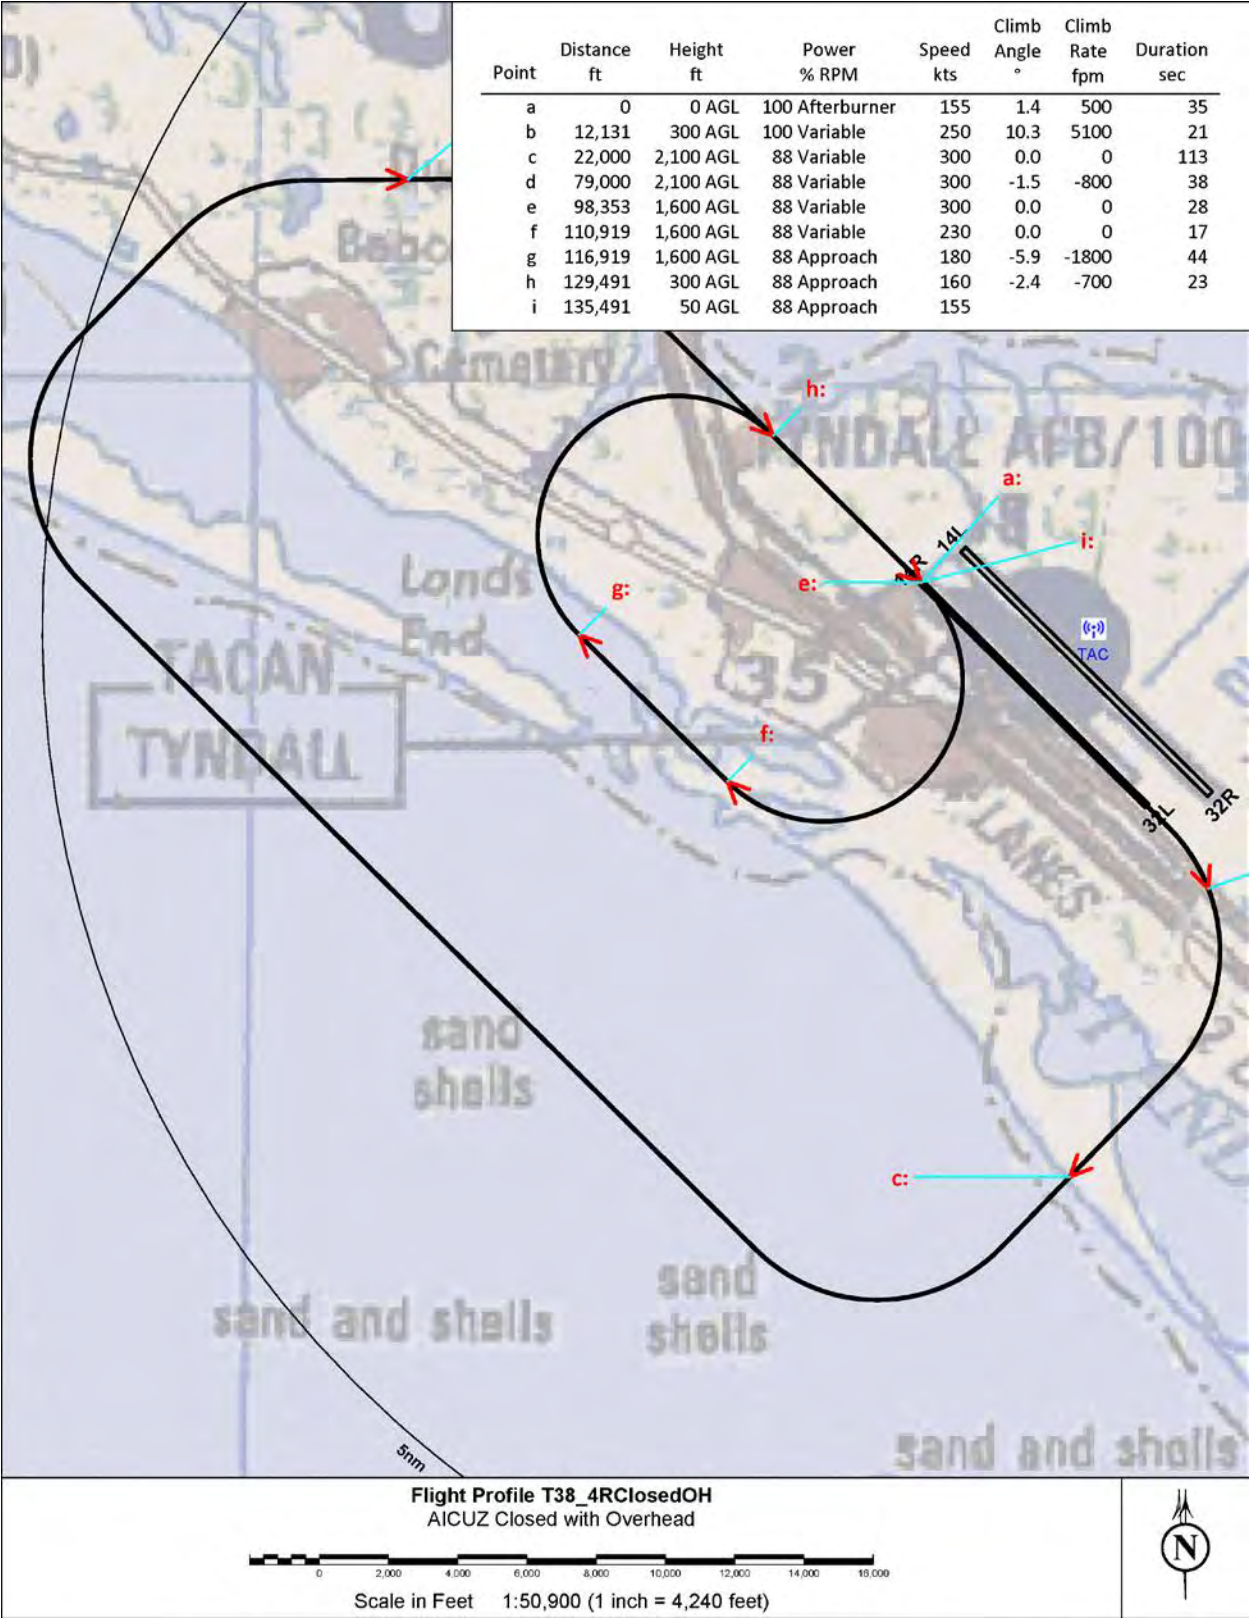 Climb Climb
Distance Height Power Speed Angle Rate Duration
Point ft ft % RPM kts ° fpm sec
a 0 0 AGL 100 Afterburner 155 1.4 500 35
b 12,131 300 AGL 100 Variable 250 10.3 5100 21
c 22,000 2,100 AGL 88 Variable 300 0.0 0 113
d 79,000 2,100 AGL 88 Variable 300 -1.5 -800 38
e 98,353 1,600 AGL 88 Variable 300 0.0 0 28
f 110,919 1,600 AGL 88 Variable 230 0.0 0 17
g 116,919 1,600 AGL 88 Approach 180 -5.9 -1800 44
h 129,491 300 AGL 88 Approach 160 -2.4 -700 23
i 135,491 50 AGL 88 Approach 155
Cemetery
h:
TYNDALL AFB/100
a:
14L
i:
e:
Lands
End
g:
TAC
TACAN
TYNDALL
35
f:
32L
32R
LAKES
sand
shells
c:
sand
shells
sand and shells
sand and shells
5nm
Flight Profile T38_4RClosedOH
AICUZ Closed with Overhead
0 2,000 4,000 6,000 8,000 10,000 12,000 14,000 16,000
Scale in Feet 1:50,900 (1 inch = 4,240 feet)
N